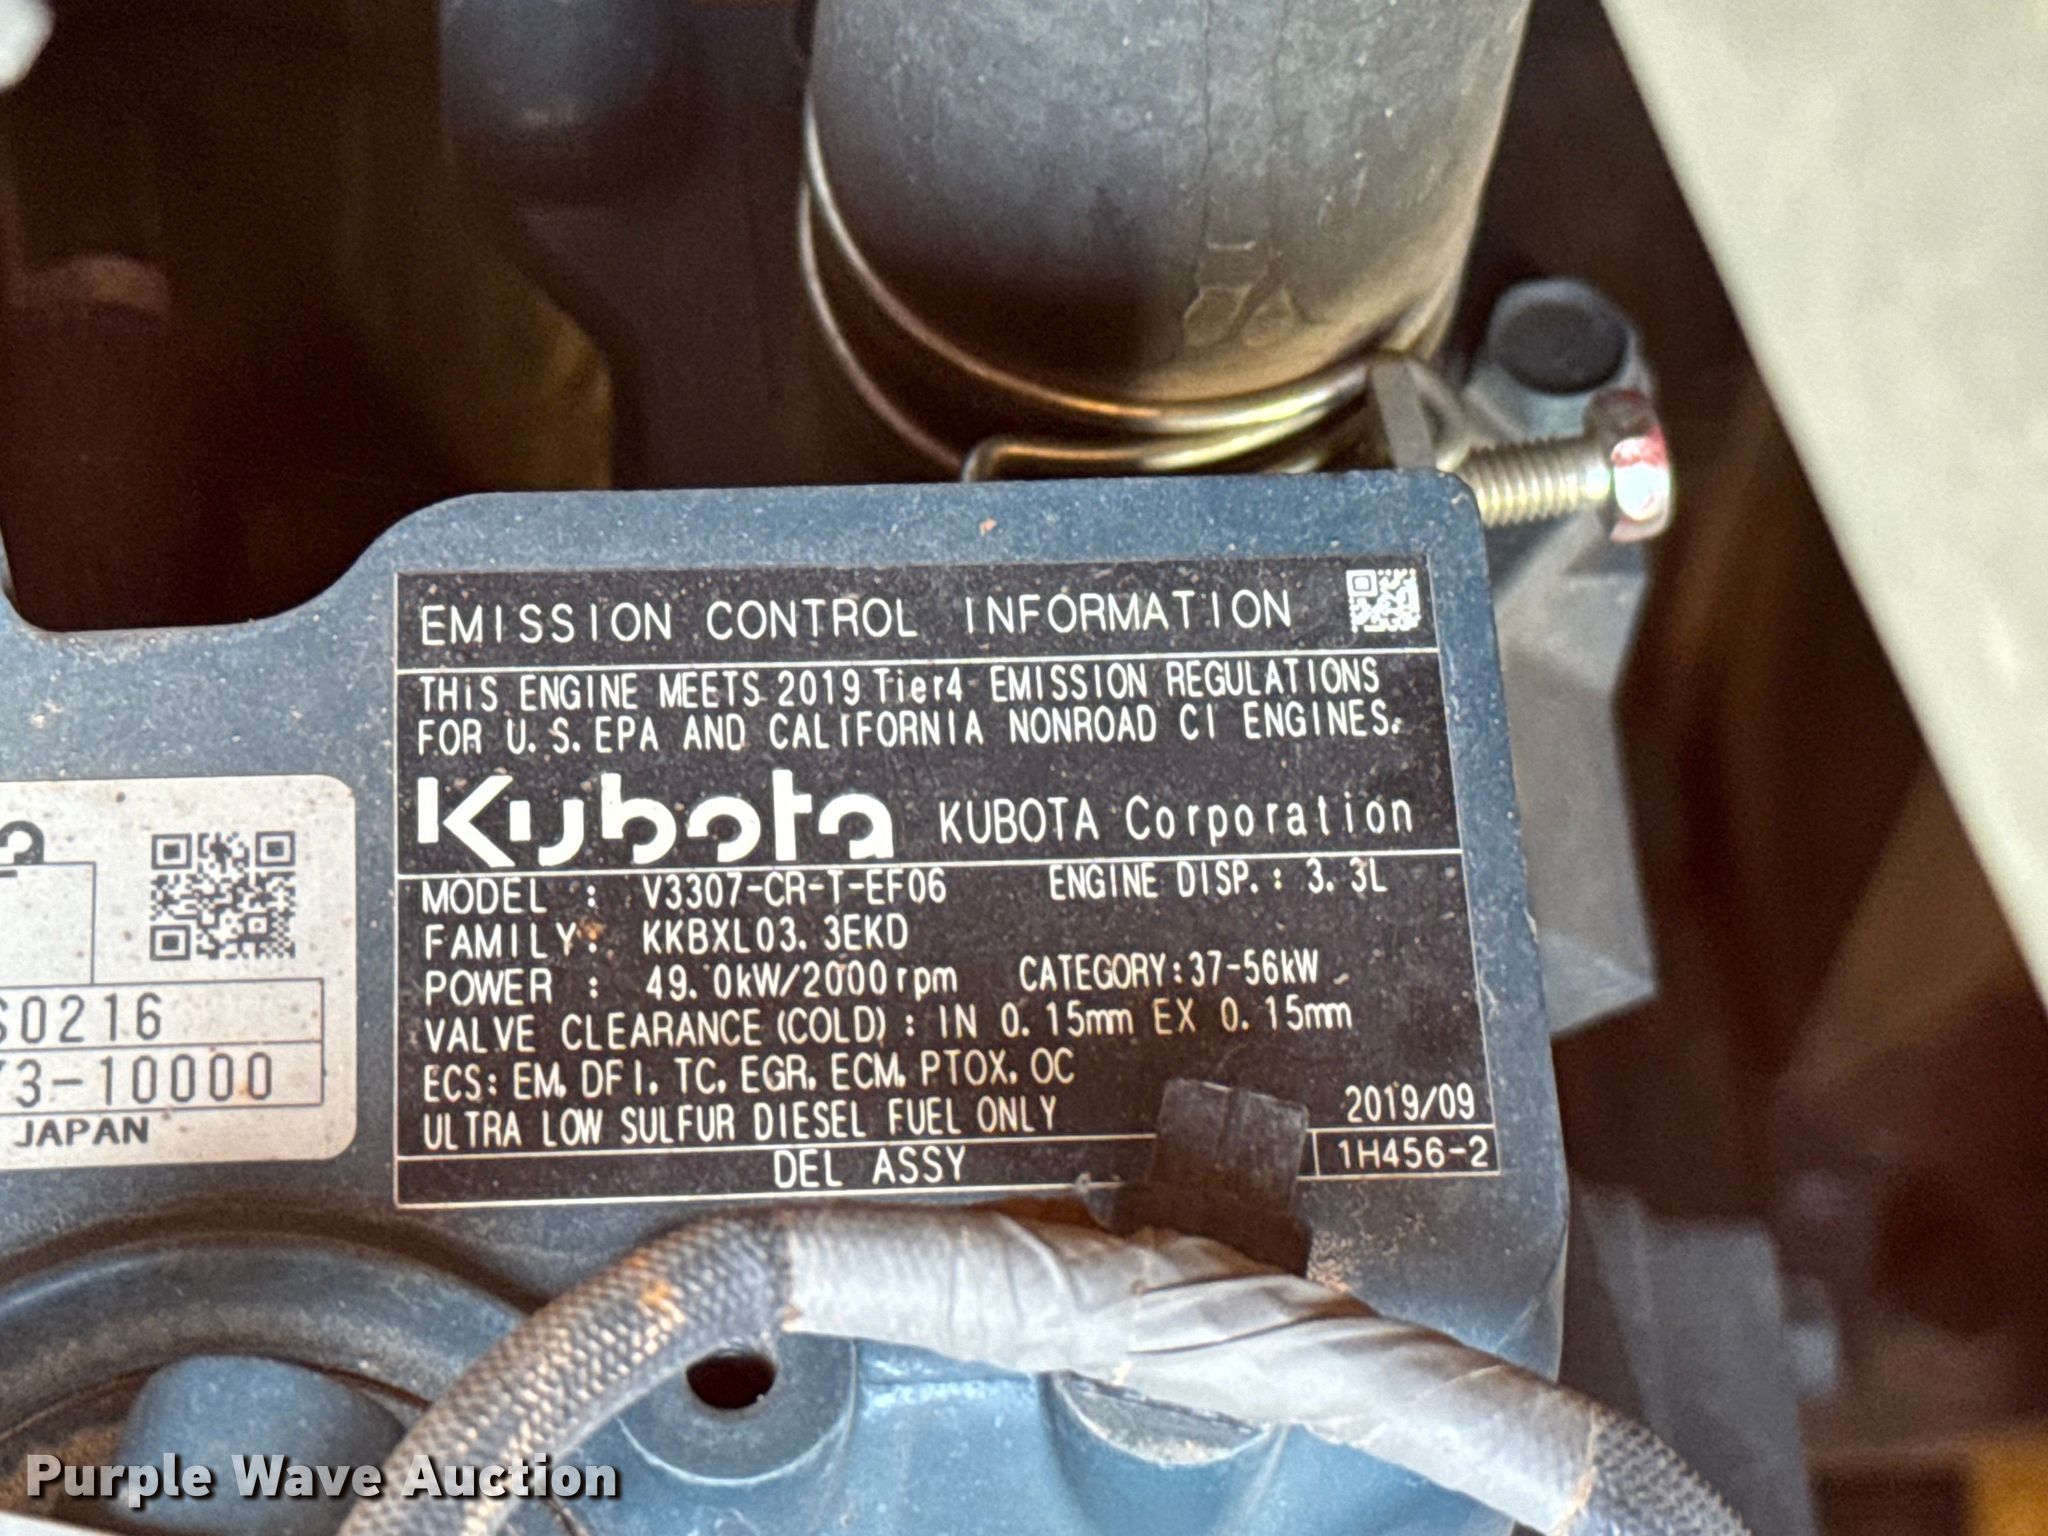 EMISSION CONTROL INFORMATION
THiS ENGINE MEETS 2019 Tier4 EMISSION REGULATIONS
FOR U.S.EPA AND CALIFORNIA NONROAD CI ENGINES.
Kubota KUBOTA Corporation
MODEL : V3307-CR-T-EF06 ENGINE DISP.: 3.3L
FAMILY: KKBXL03.3EKD
POWER : 49.0kW/2000rpm CATEGORY:37-56kW
VALVE CLEARANCE(COLD): IN 0.15mm EX 0.15mm
ECS: EM, DFI, TC, EGR, ECM, PTOX, OC
ULTRA LOW SULFUR DIESEL FUEL ONLY 2019/09
DEL ASSY 1H456-2
S0216
3-10000
JAPAN
Purple Wave Auction